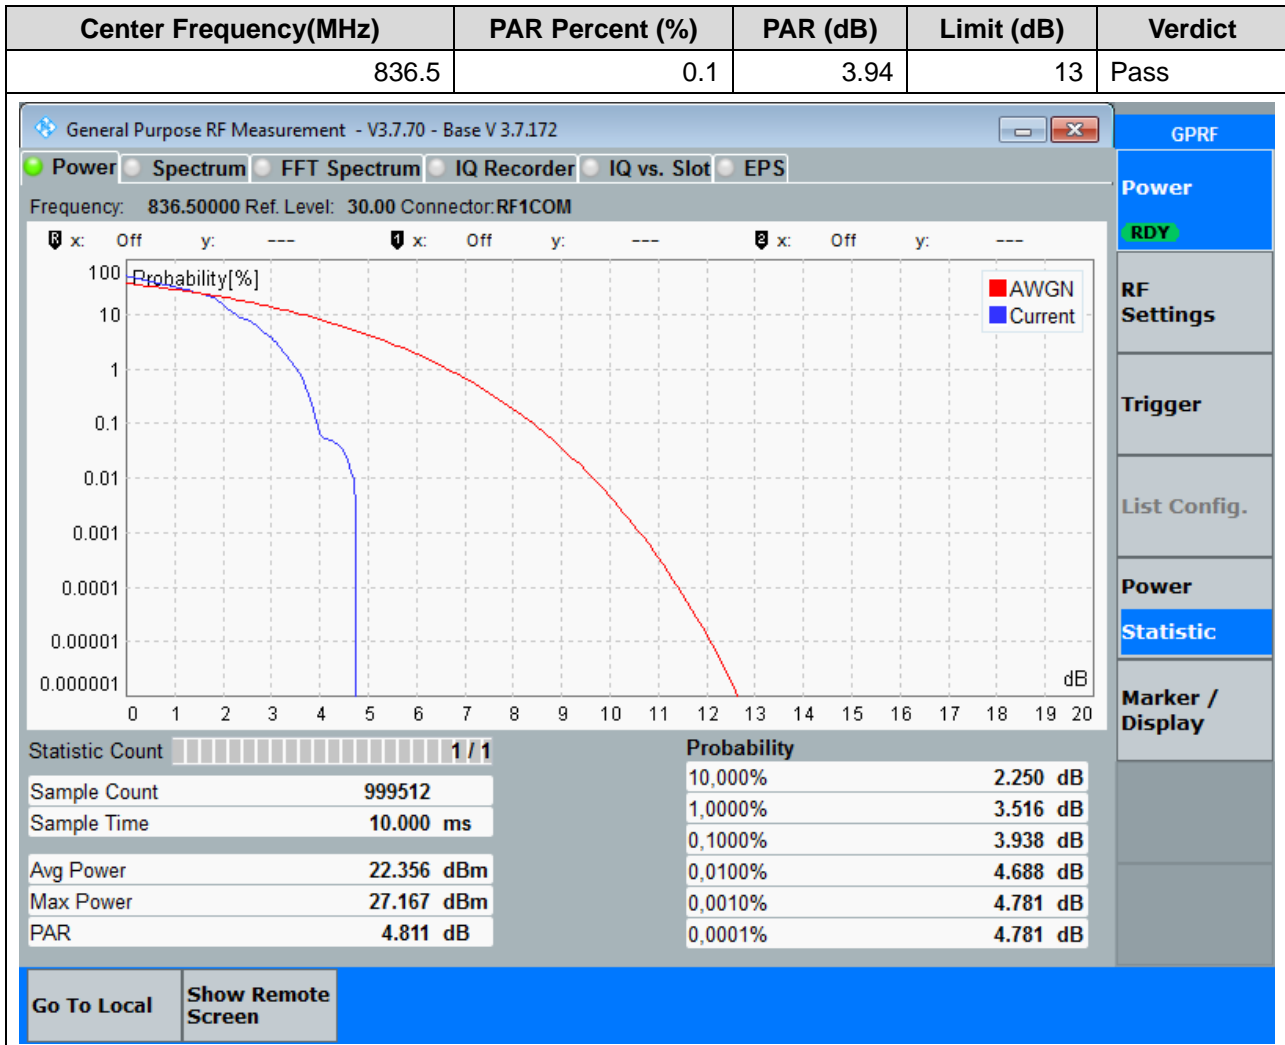 Center Frequency(MHz) PAR Percent (%) PAR (dB) Limit (dB) Verdict
836.5 0.1 3.94 13 Pass
General Purpose RF Measurement - V3.7.70 - Base V 3.7.172
GPRF
Power Spectrum FFT Spectrum IQ Recorder IQ vs. Slot EPS
Frequency: 836.50000 Ref. Level: 30.00 Connector: RF1COM
R x: Off y: --- 1 x: Off y: --- 2 x: Off y: ---
Probability[%]
AWGN
Current
100
10
1
0.1
0.01
0.001
0.0001
0.00001
0.000001
dB
0 1 2 3 4 5 6 7 8 9 10 11 12 13 14 15 16 17 18 19 20
Statistic Count 1 / 1
Sample Count 999512
Sample Time 10.000 ms
Avg Power 22.356 dBm
Max Power 27.167 dBm
PAR 4.811 dB
Probability
10,000% 2.250 dB
1,0000% 3.516 dB
0,1000% 3.938 dB
0,0100% 4.688 dB
0,0010% 4.781 dB
0,0001% 4.781 dB
Power
RDY
RF
Settings
Trigger
List Config.
Power
Statistic
Marker /
Display
Go To Local
Show Remote
Screen